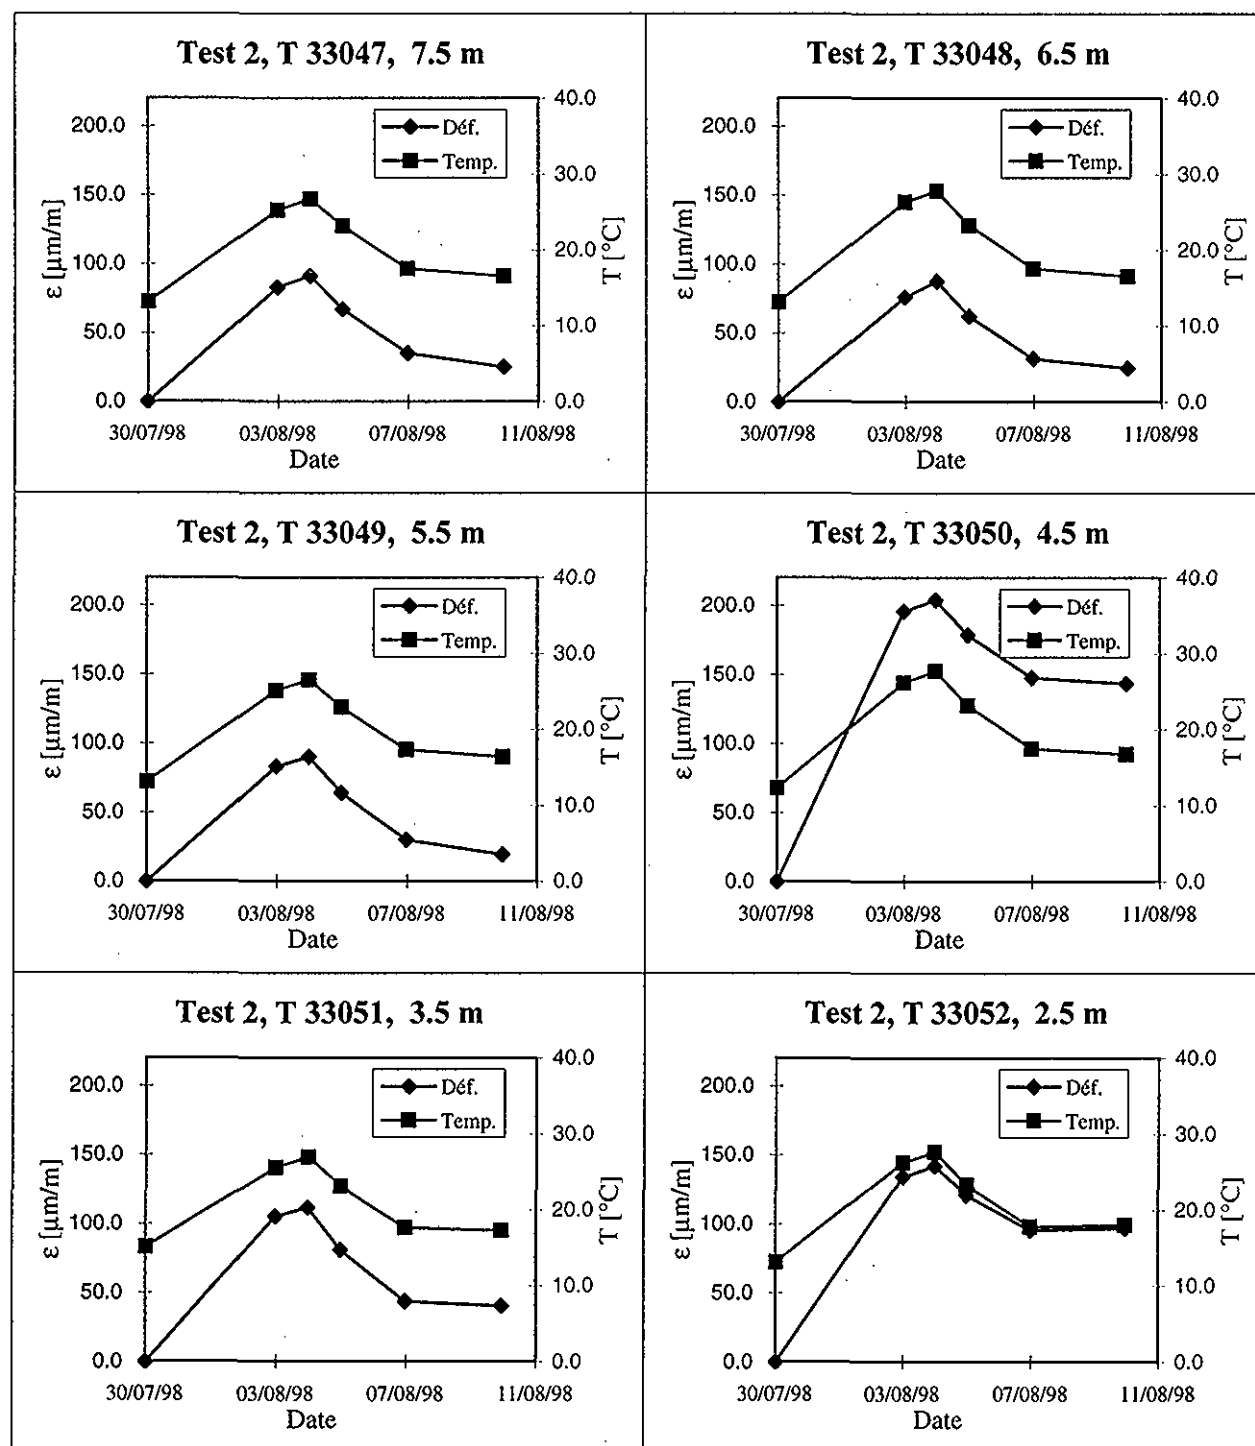 Test 2, T 33047, 7.5 m
Déf.
Temp.
ε [µm/m]
200.0
150.0
100.0
50.0
0.0
T [°C]
40.0
30.0
20.0
10.0
0.0
30/07/98 03/08/98 07/08/98 11/08/98
Date
Test 2, T 33048, 6.5 m
Déf.
Temp.
ε [µm/m]
200.0
150.0
100.0
50.0
0.0
T [°C]
40.0
30.0
20.0
10.0
0.0
30/07/98 03/08/98 07/08/98 11/08/98
Date
Test 2, T 33049, 5.5 m
Déf.
Temp.
ε [µm/m]
200.0
150.0
100.0
50.0
0.0
T [°C]
40.0
30.0
20.0
10.0
0.0
30/07/98 03/08/98 07/08/98 11/08/98
Date
Test 2, T 33050, 4.5 m
Déf.
Temp.
ε [µm/m]
200.0
150.0
100.0
50.0
0.0
T [°C]
40.0
30.0
20.0
10.0
0.0
30/07/98 03/08/98 07/08/98 11/08/98
Date
Test 2, T 33051, 3.5 m
Déf.
Temp.
ε [µm/m]
200.0
150.0
100.0
50.0
0.0
T [°C]
40.0
30.0
20.0
10.0
0.0
30/07/98 03/08/98 07/08/98 11/08/98
Date
Test 2, T 33052, 2.5 m
Déf.
Temp.
ε [µm/m]
200.0
150.0
100.0
50.0
0.0
T [°C]
40.0
30.0
20.0
10.0
0.0
30/07/98 03/08/98 07/08/98 11/08/98
Date